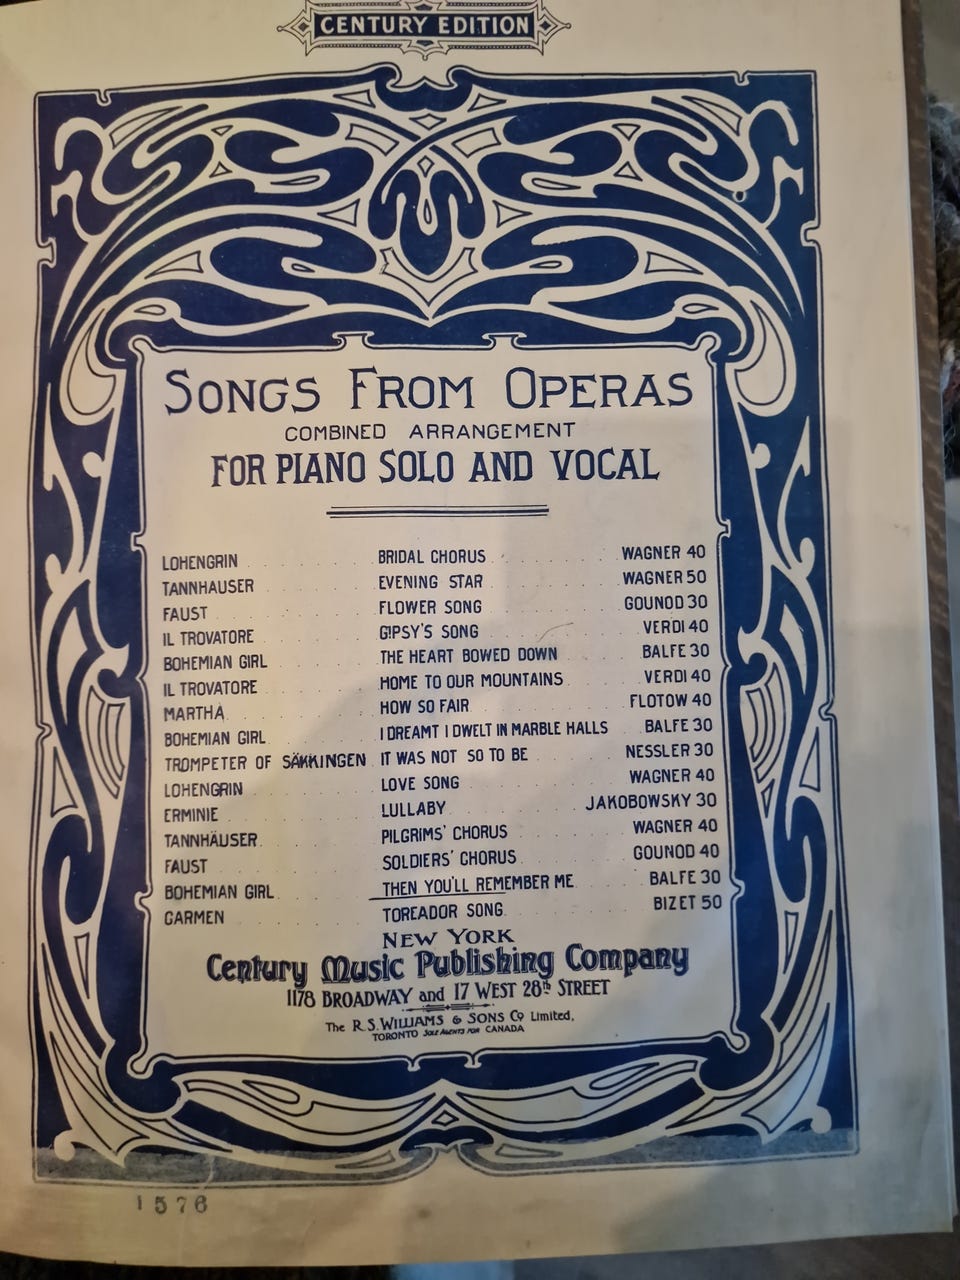 CENTURY EDITION
SONGS FROM OPERAS
COMBINED ARRANGEMENT
FOR PIANO SOLO AND VOCAL
LOHENGRIN . . . . . . . BRIDAL CHORUS . . . . . . WAGNER 40
TANNHAUSER . . . . . . EVENING STAR . . . . . . WAGNER 50
FAUST . . . . . . . FLOWER SONG . . . . . . GOUNOD 30
IL TROVATORE . . . . . . GIPSY'S SONG . . . . . . VERDI 40
BOHEMIAN GIRL . . . . . THE HEART BOWED DOWN . . . . BALFE 30
IL TROVATORE . . . . . HOME TO OUR MOUNTAINS . . . . VERDI 40
MARTHA . . . . . . . HOW SO FAIR . . . . . . FLOTOW 40
BOHEMIAN GIRL . . . . . I DREAMT I DWELT IN MARBLE HALLS . . BALFE 30
TROMPETER OF SÄKKINGEN . IT WAS NOT SO TO BE . . . . NESSLER 30
LOHENGRIN . . . . . . LOVE SONG . . . . . . WAGNER 40
ERMINIE . . . . . . . LULLABY . . . . . JAKOBOWSKY 30
TANNHÄUSER . . . . . . PILGRIMS' CHORUS . . . . . WAGNER 40
FAUST . . . . . . . SOLDIERS' CHORUS . . . . . GOUNOD 40
BOHEMIAN GIRL . . . . . THEN YOU'LL REMEMBER ME . . . BALFE 30
CARMEN . . . . . . . TOREADOR SONG . . . . . . BIZET 50
NEW YORK
Century Music Publishing Company
1178 BROADWAY and 17 WEST 28th STREET
The R.S. WILLIAMS & SONS Co Limited,
TORONTO SOLE AGENTS FOR CANADA
1576